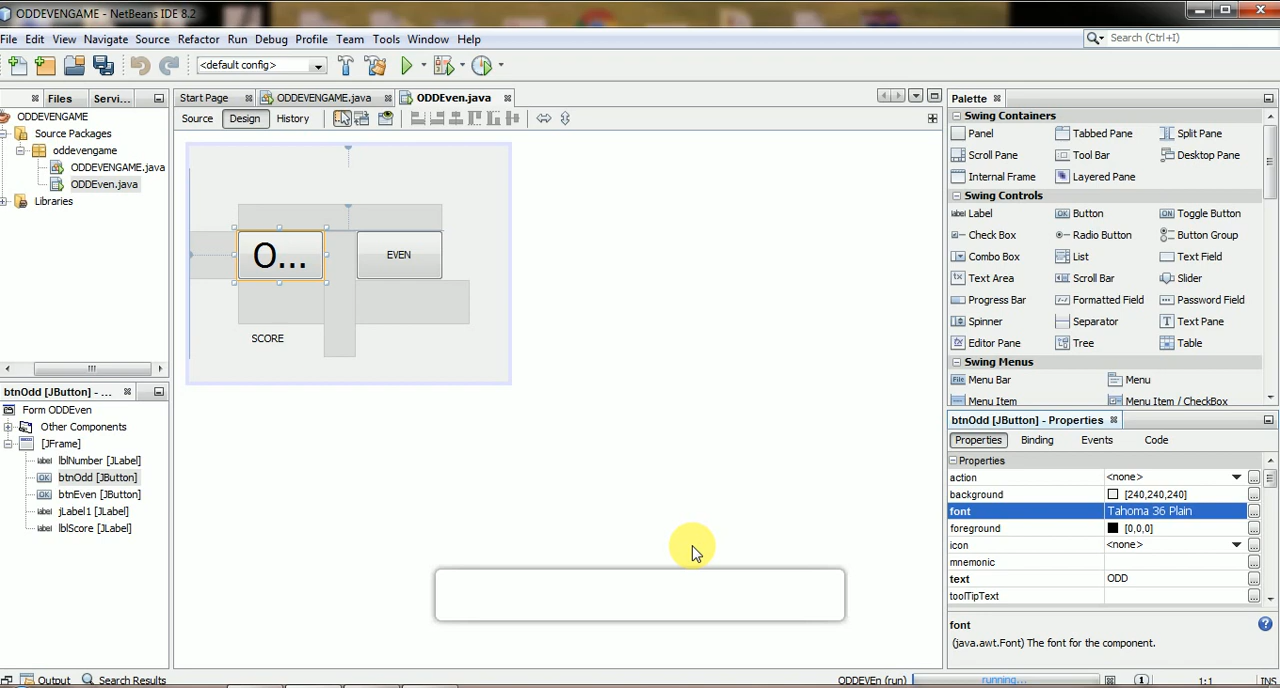 ODDEVENGAME - NetBeans IDE 8.2
File Edit View Navigate Source Refactor Run Debug Profile Team Tools Window Help
Search (Ctrl+I)
<default config>
Files Servi...
Start Page ODDEVENGAME.java ODDEven.java
Palette
ODDEVENGAME
Source Packages
oddevengame
ODDEVENGAME.java
ODDEven.java
Libraries
Source Design History
O...
EVEN
SCORE
Swing Containers
Panel Tabbed Pane Split Pane
Scroll Pane Tool Bar Desktop Pane
Internal Frame Layered Pane
Swing Controls
Label Button Toggle Button
Check Box Radio Button Button Group
Combo Box List Text Field
Text Area Scroll Bar Slider
Progress Bar Formatted Field Password Field
Spinner Separator Text Pane
Editor Pane Tree Table
Swing Menus
Menu Bar Menu
Menu Item Menu Item / CheckBox
btnOdd [JButton] - ...
Form ODDEven
Other Components
[JFrame]
lblNumber [JLabel]
btnOdd [JButton]
btnEven [JButton]
jLabel1 [JLabel]
lblScore [JLabel]
btnOdd [JButton] - Properties
Properties Binding Events Code
Properties
action <none>
background [240,240,240]
font Tahoma 36 Plain
foreground [0,0,0]
icon <none>
mnemonic
text ODD
toolTipText
font
(java.awt.Font) The font for the component.
Output Search Results
ODDEVEn (run) running... 1 1:1 INS